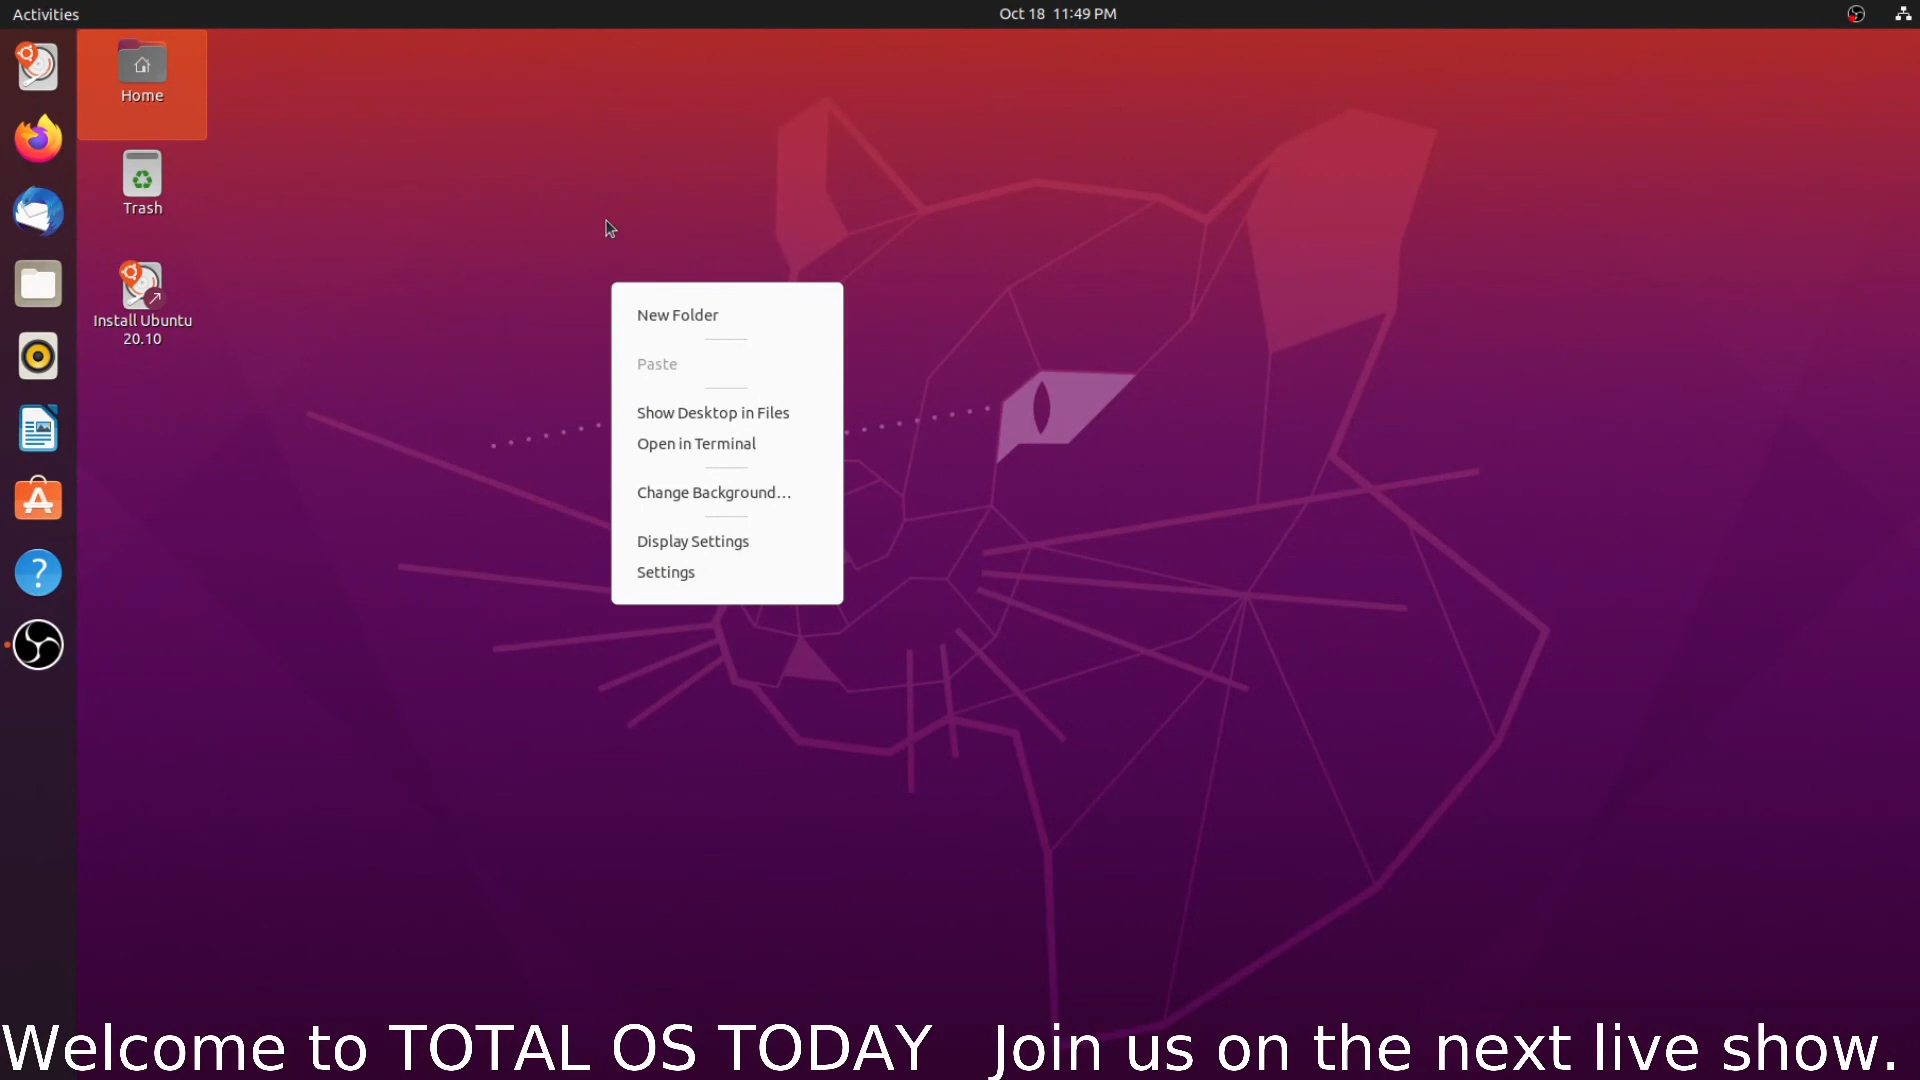 Activities
Oct 18 11:49 PM
Home
Trash
Install Ubuntu
20.10
New Folder
Paste
Show Desktop in Files
Open in Terminal
Change Background...
Display Settings
Settings
Welcome to TOTAL OS TODAY Join us on the next live show.